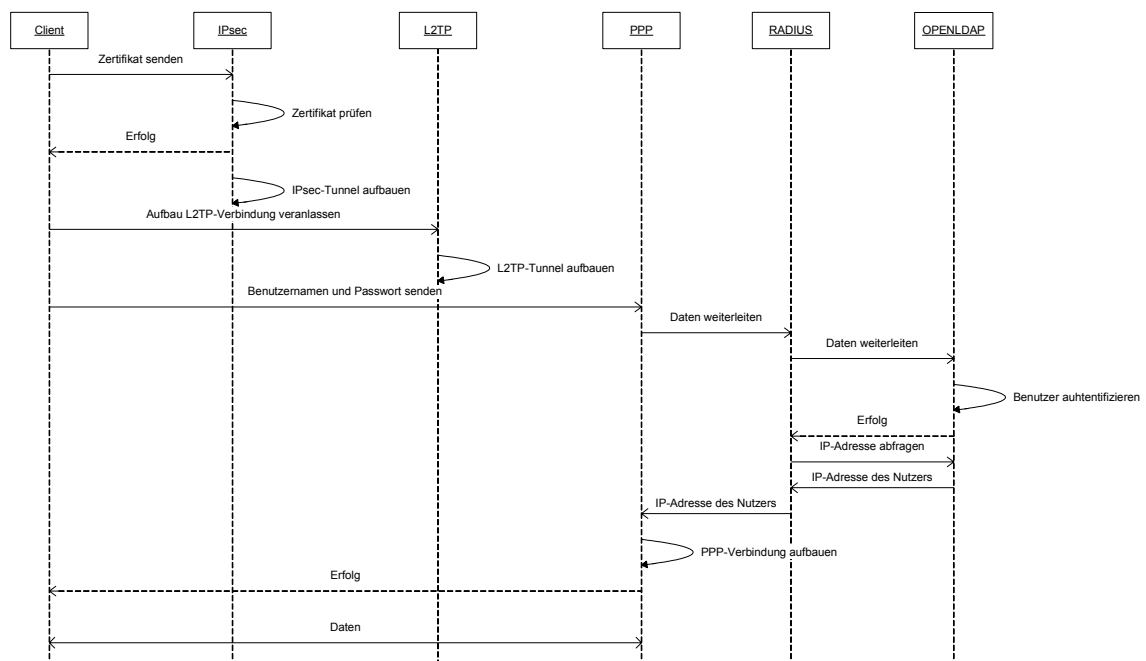 Client
IPsec
L2TP
PPP
RADIUS
OPENLDAP
Zertifikat senden
Zertifikat prüfen
Erfolg
IPsec-Tunnel aufbauen
Aufbau L2TP-Verbindung veranlassen
L2TP-Tunnel aufbauen
Benutzernamen und Passwort senden
Daten weiterleiten
Daten weiterleiten
Benutzer auhtentifizieren
Erfolg
IP-Adresse abfragen
IP-Adresse des Nutzers
IP-Adresse des Nutzers
PPP-Verbindung aufbauen
Erfolg
Daten